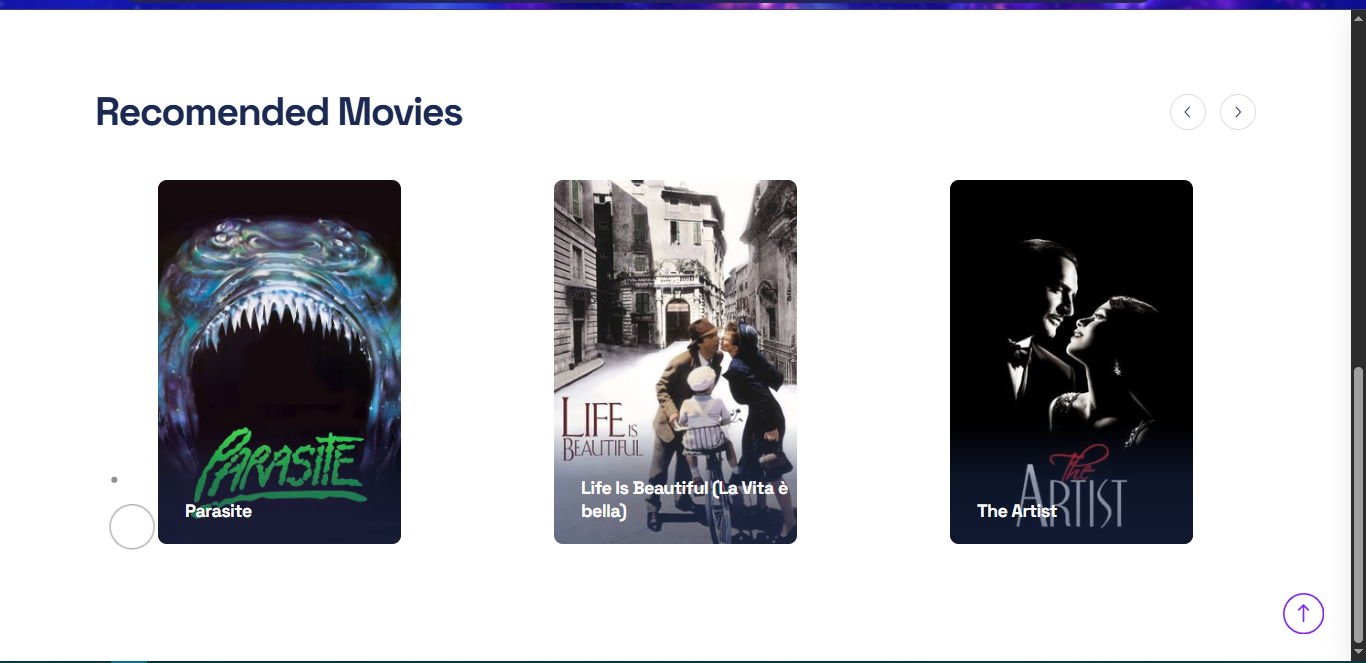 Recomended Movies
PARASITE
Parasite
LIFE IS
BEAUTIFUL
Life Is Beautiful (La Vita è
bella)
The
ARTIST
The Artist